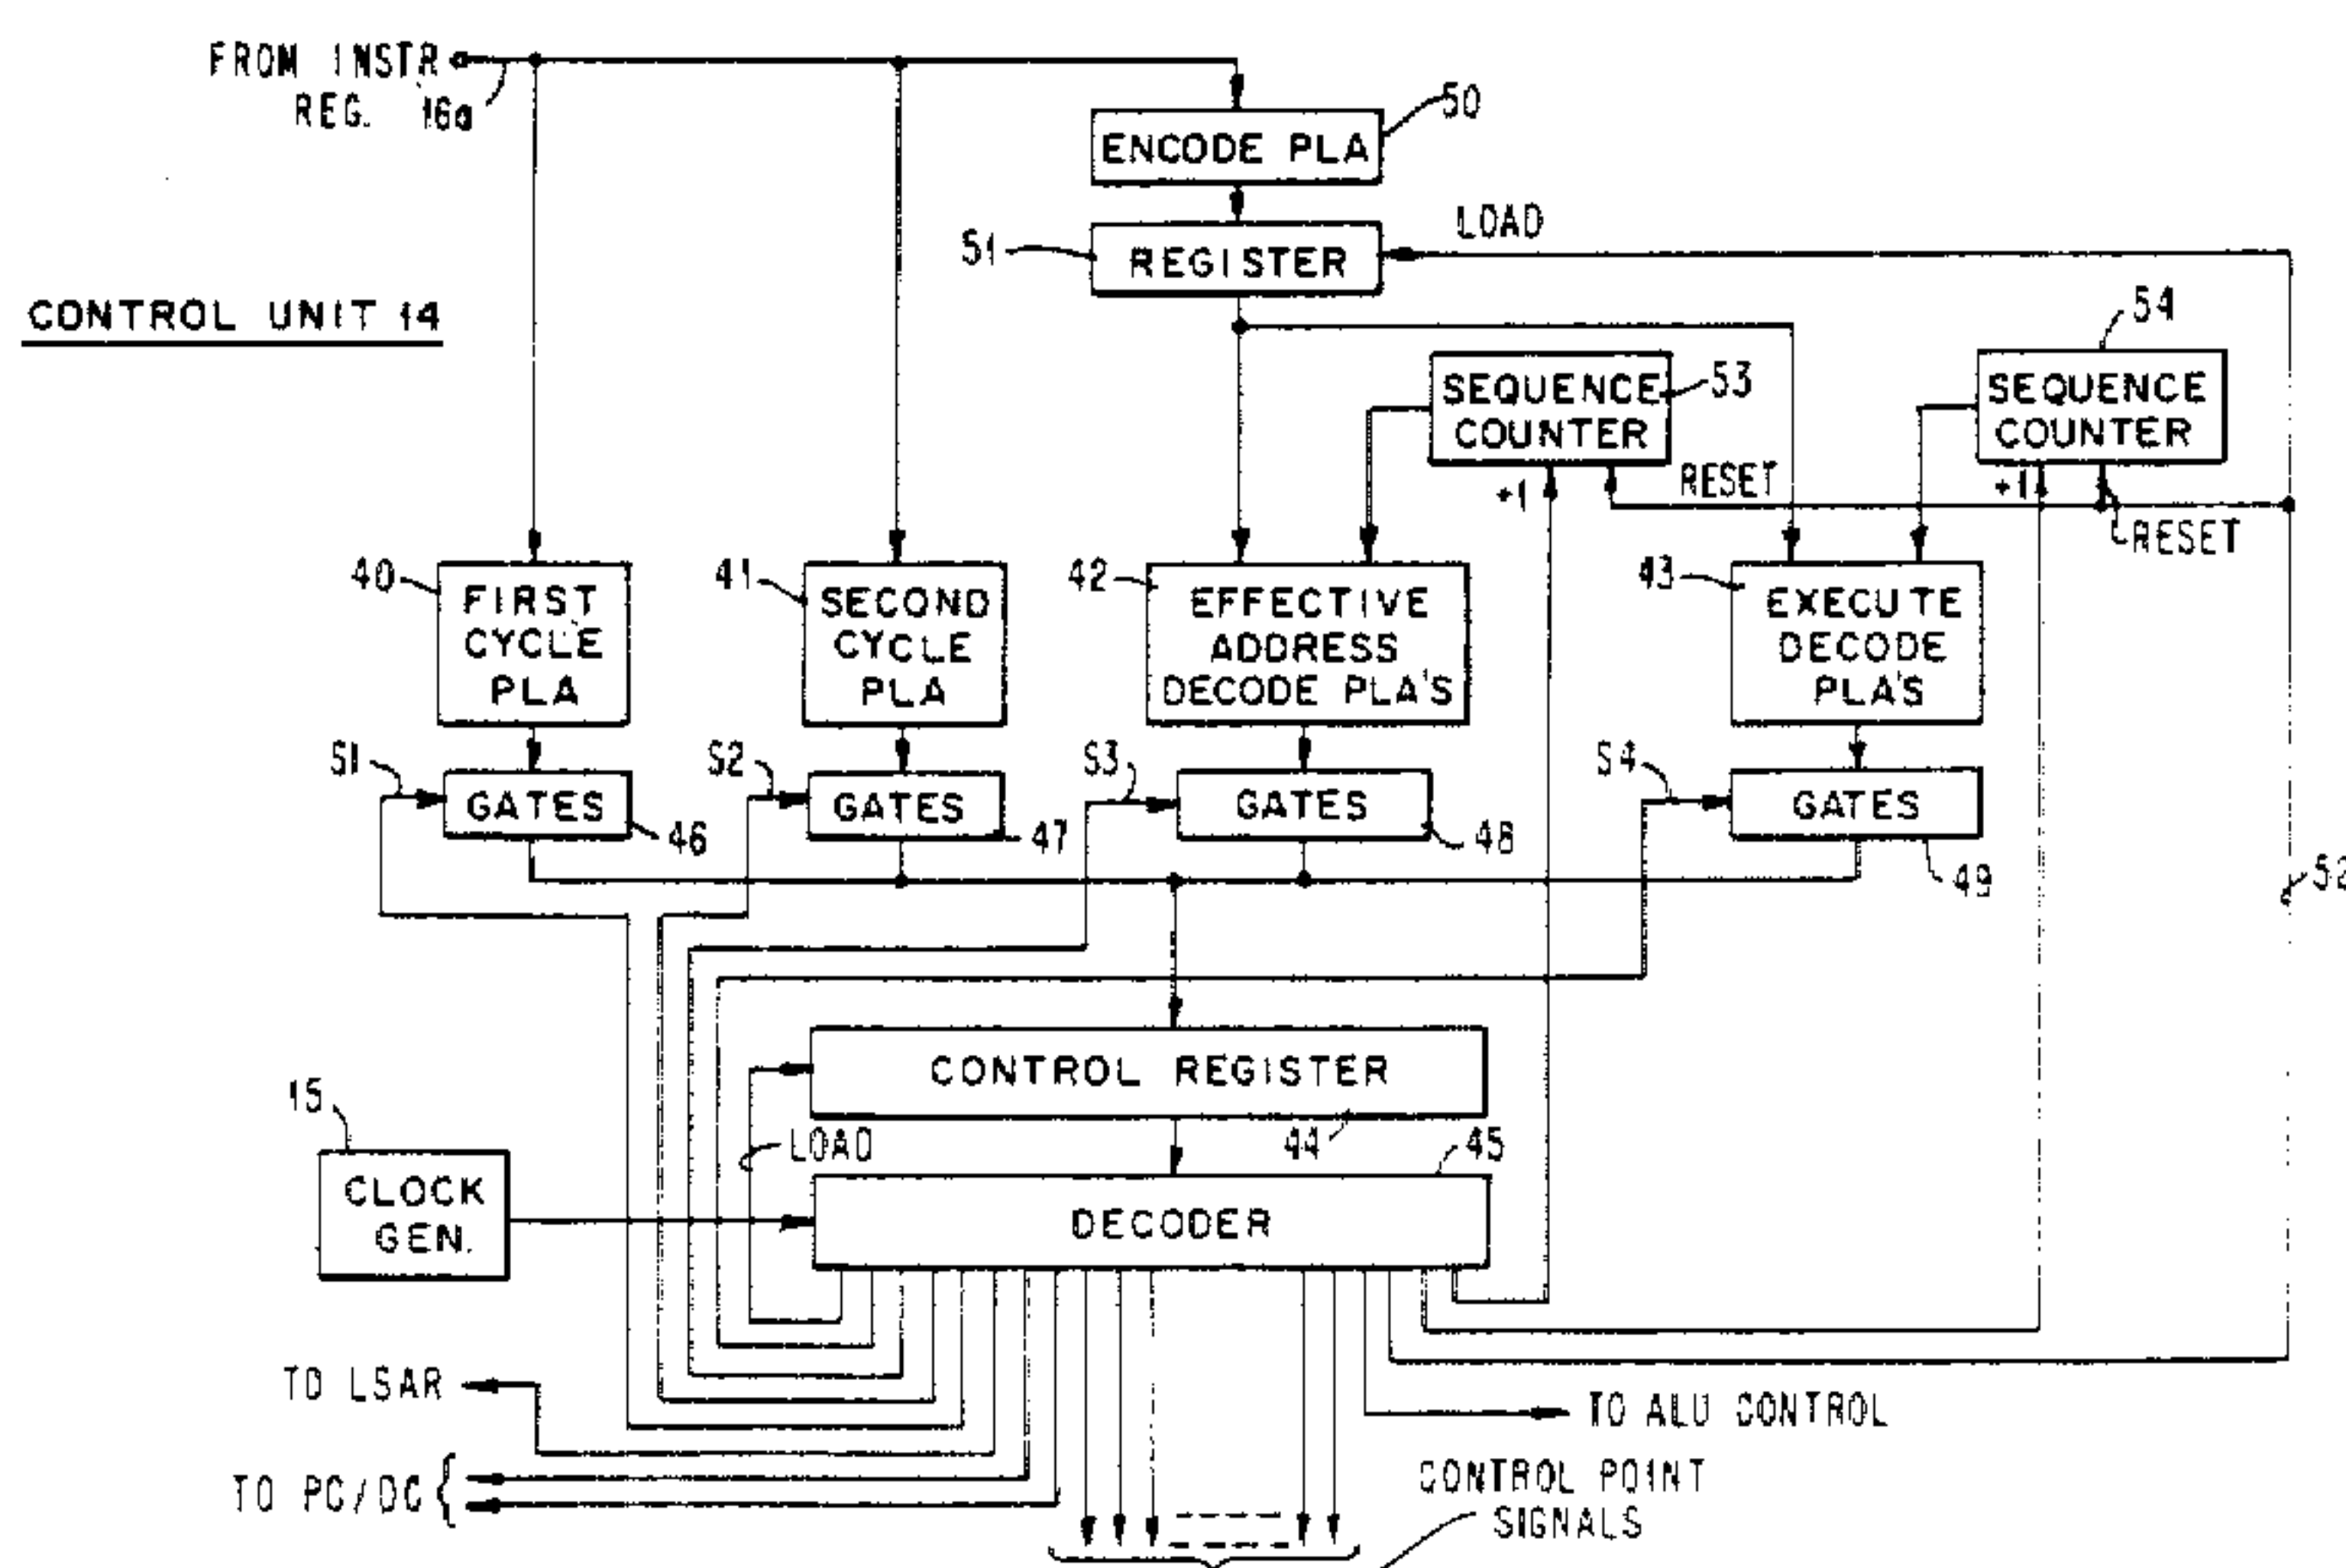 FROM INSTR
REG. 16a
50
ENCODE PLA
LOAD
51
REGISTER
CONTROL UNIT 14
54
SEQUENCE
COUNTER
53
SEQUENCE
COUNTER
+1
RESET
+1
RESET
40
FIRST
CYCLE
PLA
41
SECOND
CYCLE
PLA
42
EFFECTIVE
ADDRESS
DECODE PLA'S
43
EXECUTE
DECODE
PLA'S
S1
GATES
46
S2
GATES
47
S3
GATES
48
S4
GATES
49
52
CONTROL REGISTER
15
LOAD
44
45
CLOCK
GEN.
DECODER
TO LSAR
TO ALU CONTROL
TO PC/DC
CONTROL POINT
SIGNALS